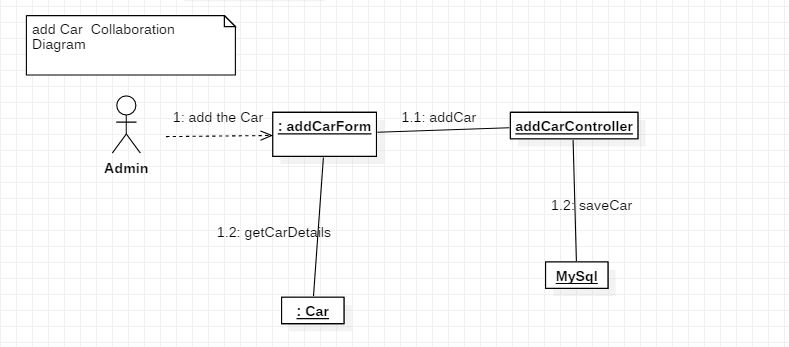 add Car  Collaboration
Diagram
1: add the Car
: addCarForm
1.1: addCar
addCarController
Admin
1.2: getCarDetails
1.2: saveCar
MySql
: Car